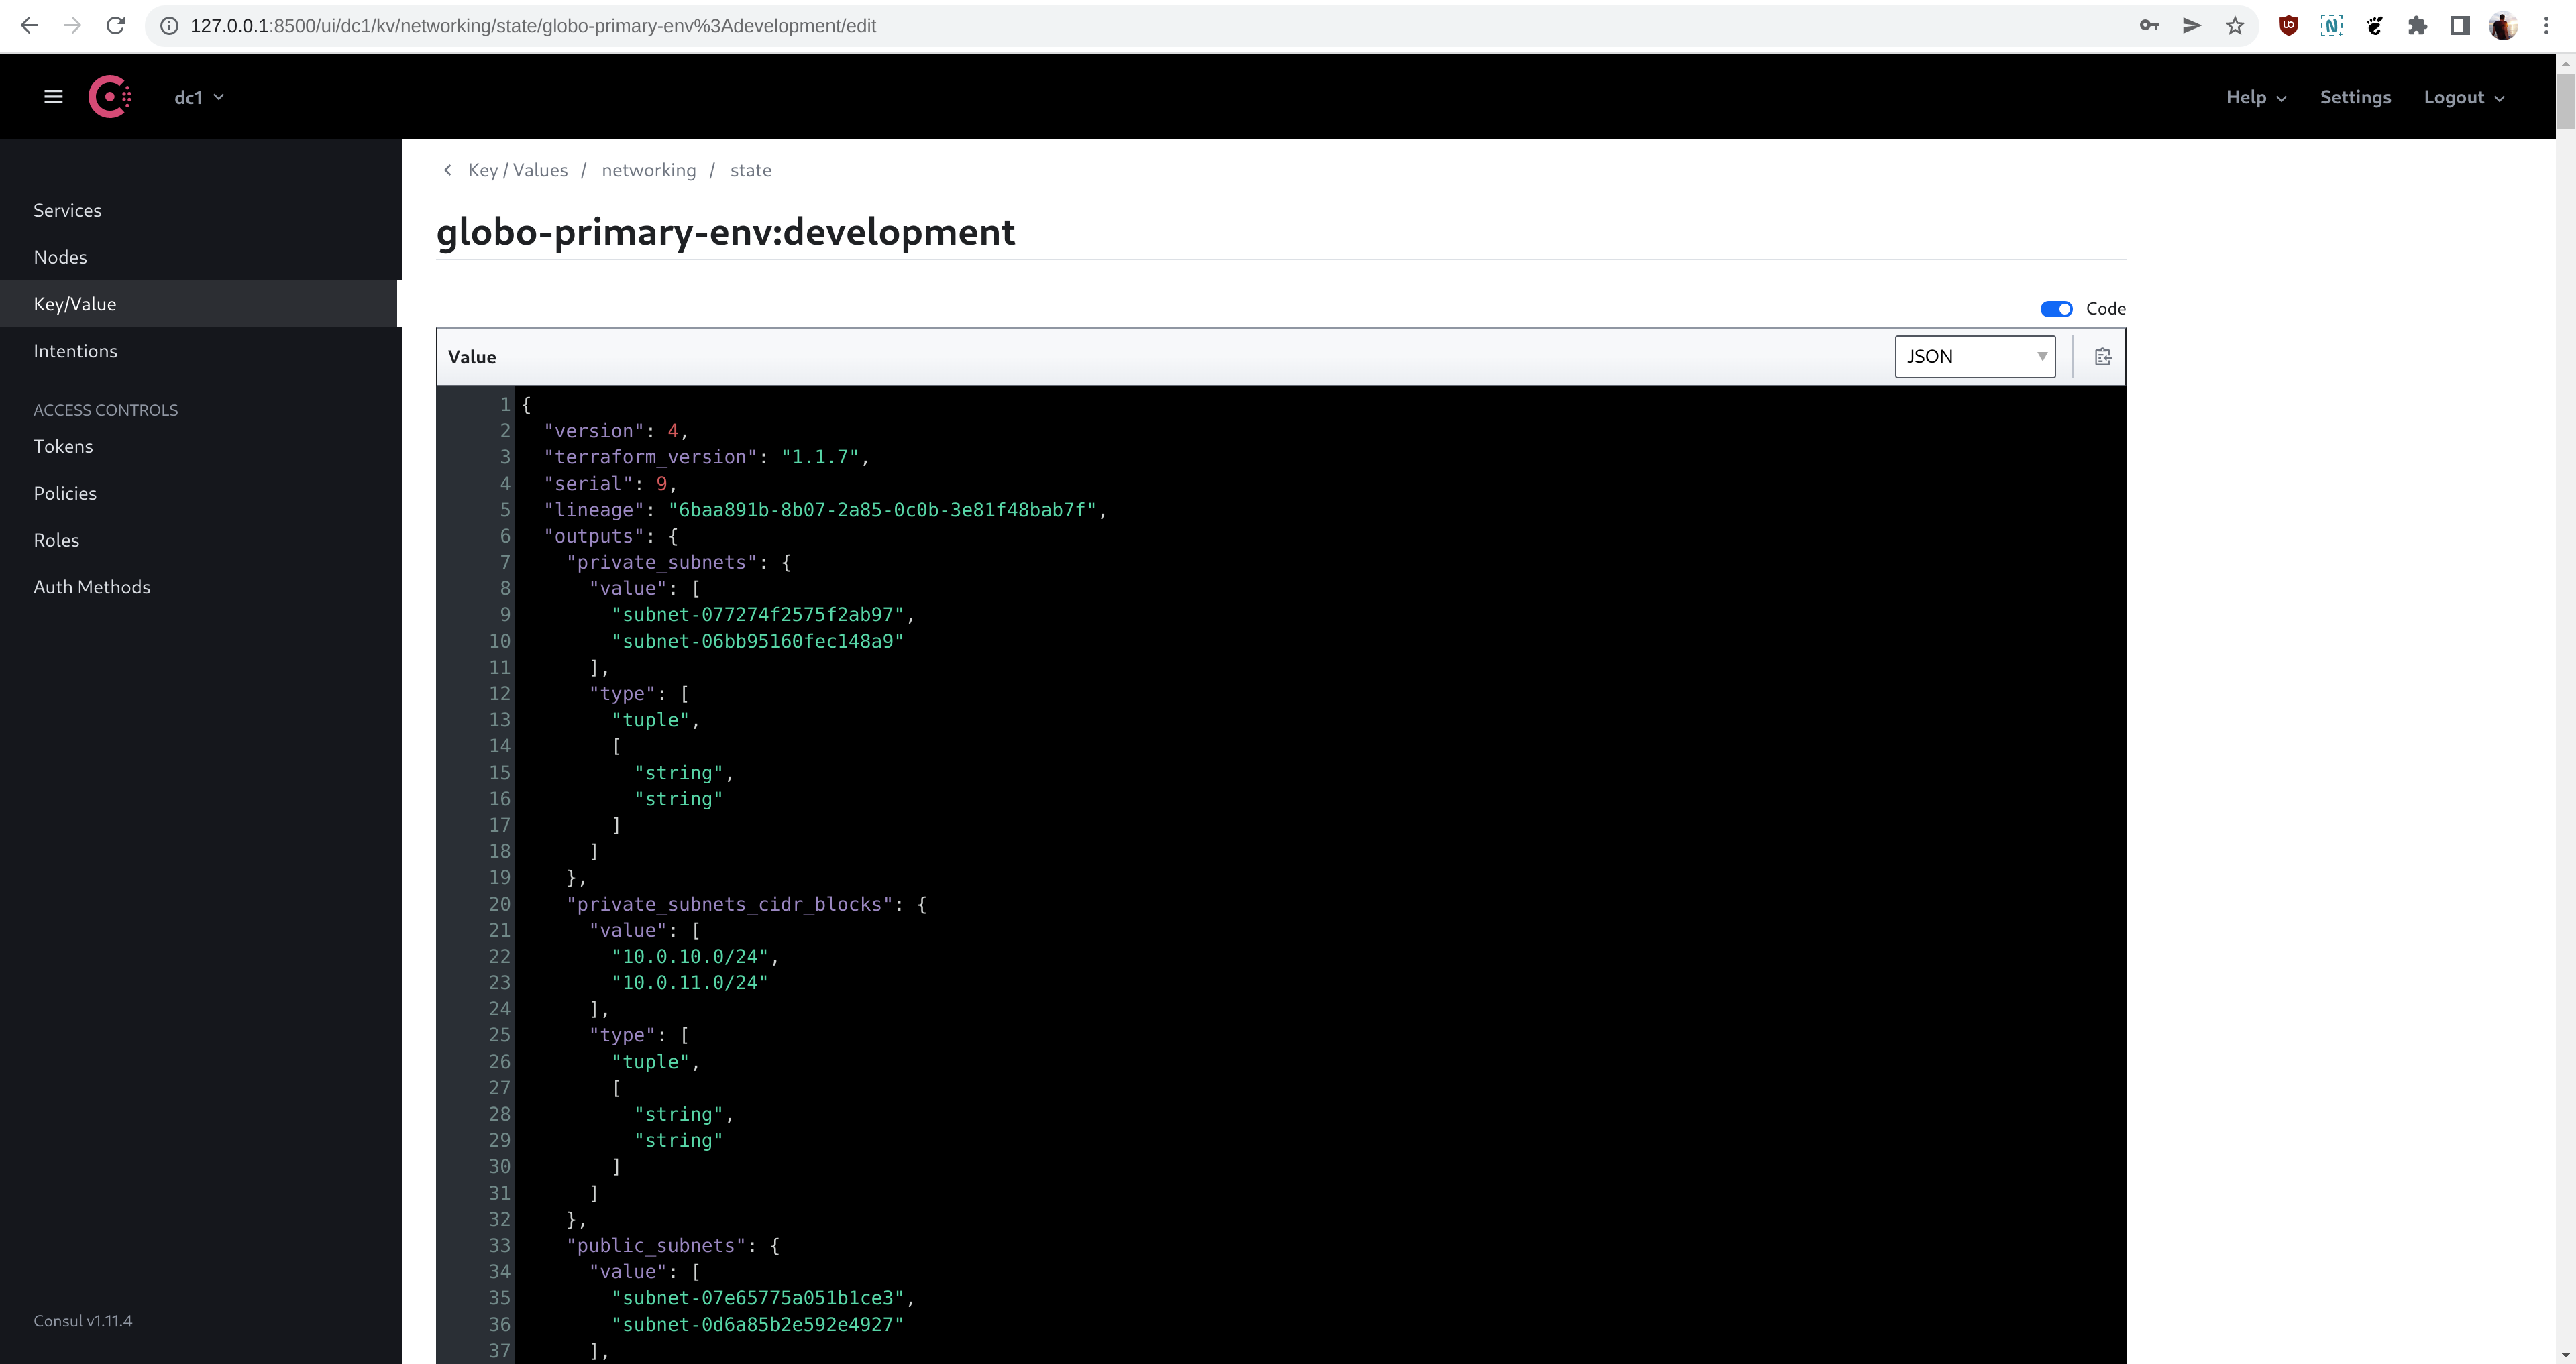 127.0.0.1:8500/ui/dc1/kv/networking/state/globo-primary-env%3Adevelopment/edit
dc1
Help
Settings
Logout
Services
Nodes
Key/Value
Intentions
ACCESS CONTROLS
Tokens
Policies
Roles
Auth Methods
Consul v1.11.4
Key / Values / networking / state
globo-primary-env:development
Code
Value
JSON
1 {
2 "version": 4,
3 "terraform_version": "1.1.7",
4 "serial": 9,
5 "lineage": "6baa891b-8b07-2a85-0c0b-3e81f48bab7f",
6 "outputs": {
7 "private_subnets": {
8 "value": [
9 "subnet-077274f2575f2ab97",
10 "subnet-06bb95160fec148a9"
11 ],
12 "type": [
13 "tuple",
14 [
15 "string",
16 "string"
17 ]
18 ]
19 },
20 "private_subnets_cidr_blocks": {
21 "value": [
22 "10.0.10.0/24",
23 "10.0.11.0/24"
24 ],
25 "type": [
26 "tuple",
27 [
28 "string",
29 "string"
30 ]
31 ]
32 },
33 "public_subnets": {
34 "value": [
35 "subnet-07e65775a051b1ce3",
36 "subnet-0d6a85b2e592e4927"
37 ],